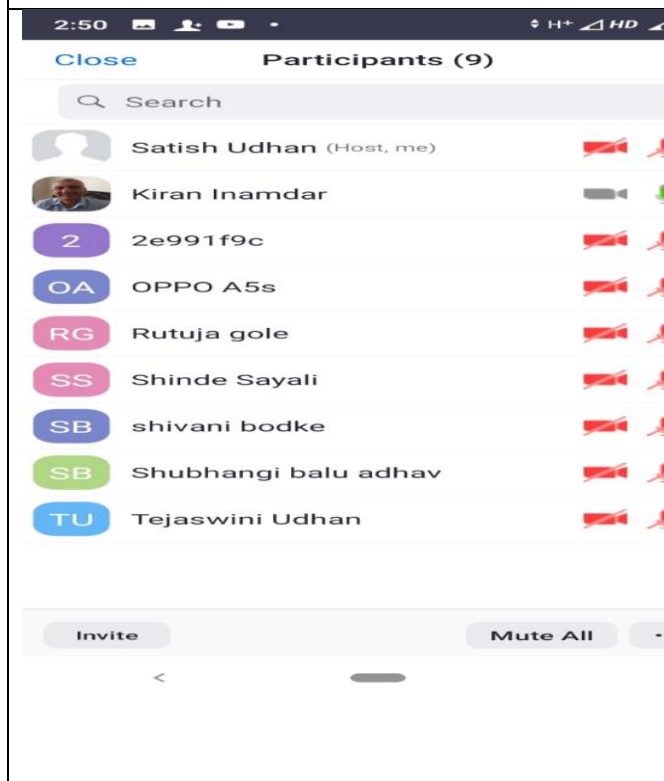 2:50 H+ HD
Close Participants (9)
Search
Satish Udhan (Host, me)
Kiran Inamdar
2 2e991f9c
OA OPPO A5s
RG Rutuja gole
SS Shinde Sayali
SB shivani bodke
SB Shubhangi balu adhav
TU Tejaswini Udhan
Invite Mute All